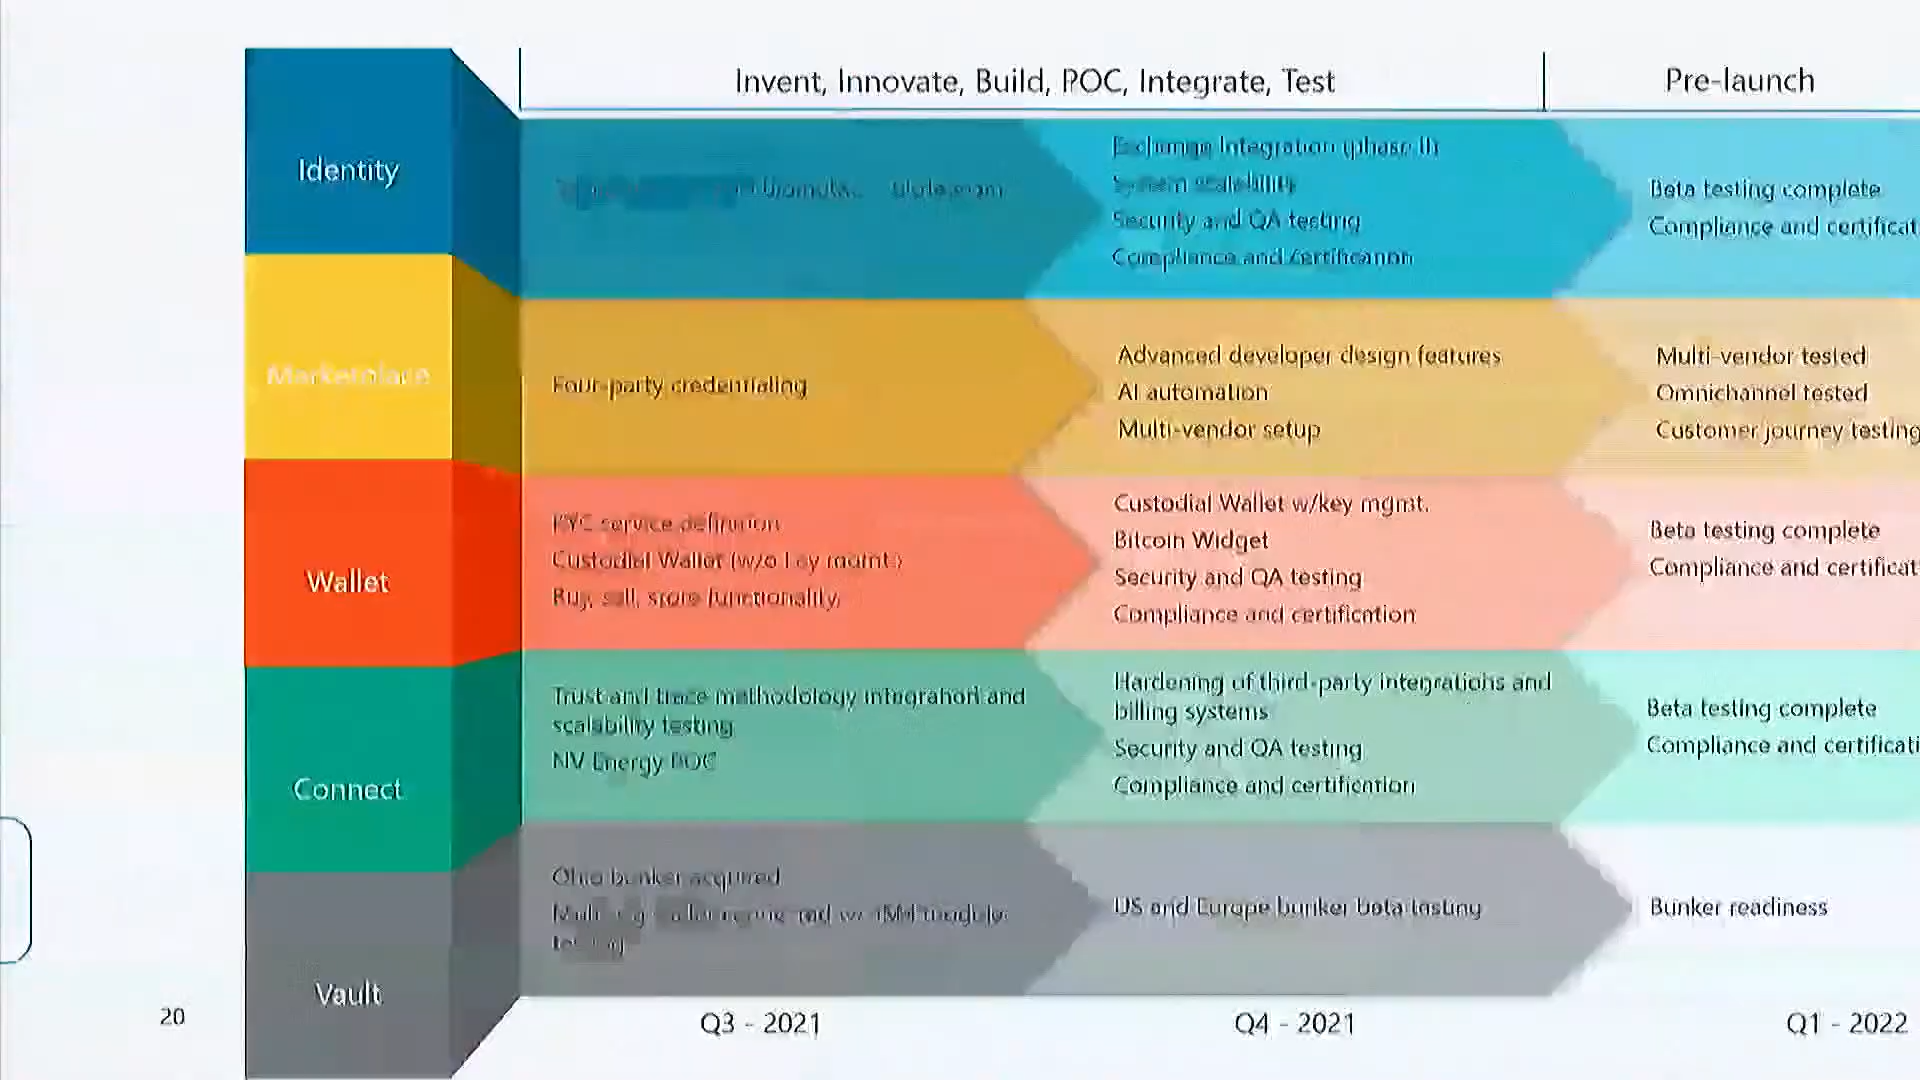 Invent, Innovate, Build, POC, Integrate, Test
Pre-launch
Identity
Exchange Integration (phase II)
System scalability
Security and QA testing
Compliance and certification
Beta testing complete
Compliance and certificat
Marketplace
Four-party credentialing
Advanced developer design features
AI automation
Multi-vendor setup
Multi-vendor tested
Omnichannel tested
Customer journey testing
Wallet
KYC service definition
Custodial Wallet (w/o key mgmt.)
Buy, sell, store functionality
Custodial Wallet w/key mgmt.
Bitcoin Widget
Security and QA testing
Compliance and certification
Beta testing complete
Compliance and certificat
Connect
Trust and trace methodology integration and
scalability testing
NV Energy POC
Hardening of third-party integrations and
billing systems
Security and QA testing
Compliance and certification
Beta testing complete
Compliance and certificati
Vault
Ohio bunker acquired
testing
US and Europe bunker beta testing
Bunker readiness
20
Q3 - 2021
Q4 - 2021
Q1 - 2022